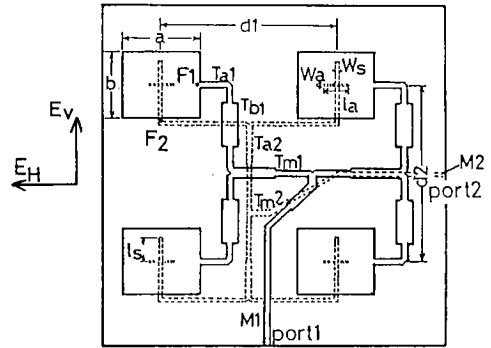 d1
a
b
F1
Ta1
Wa
Ws
la
Tb1
F2
Ta2
Ev
EH
Tm1
Tm2
d2
M2
port2
ls
M1
port1